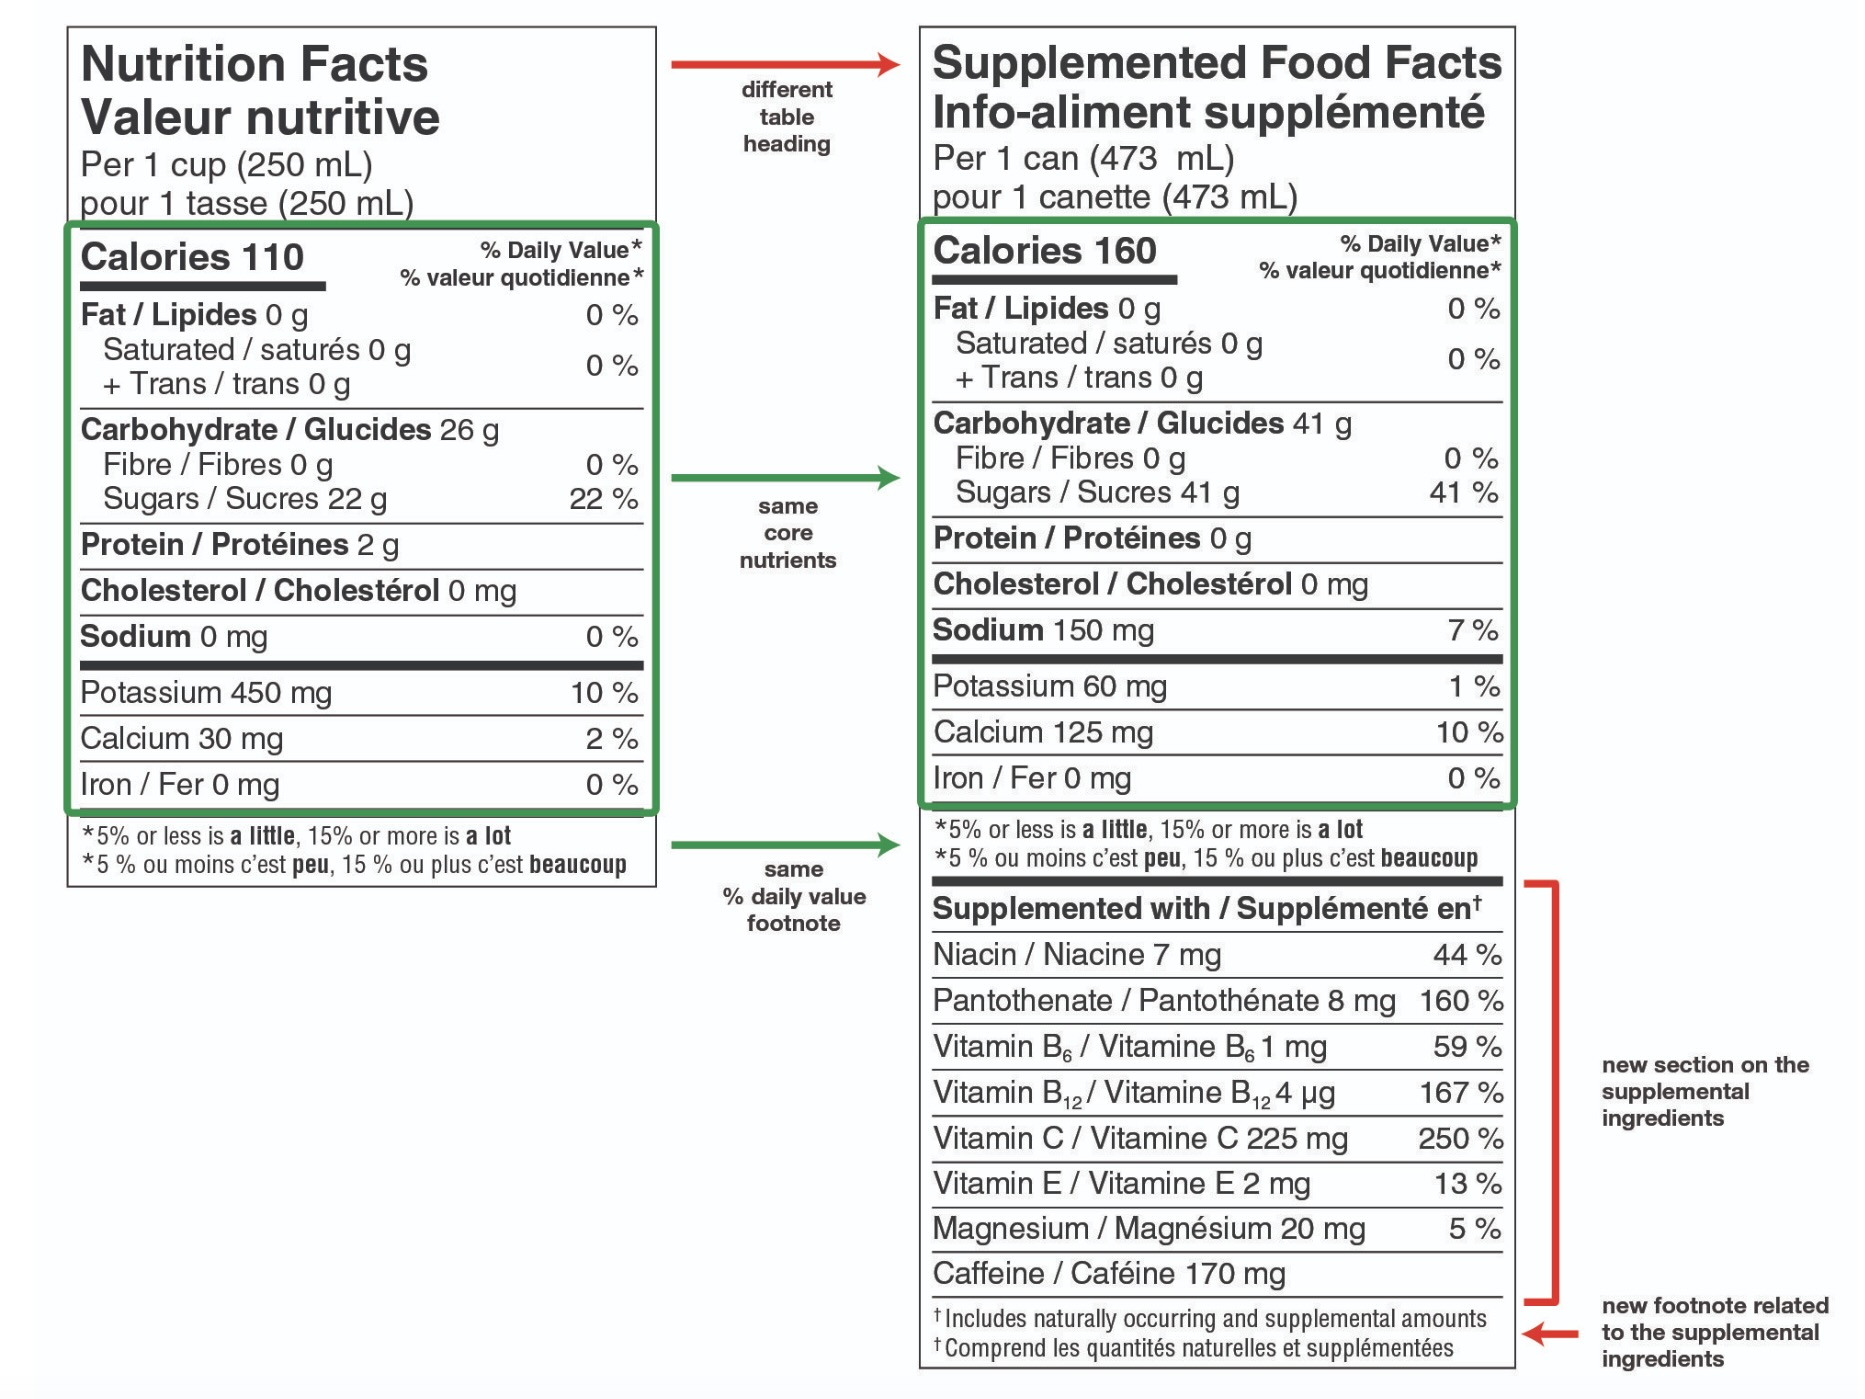 Nutrition Facts
Valeur nutritive
Per 1 cup (250 mL)
pour 1 tasse (250 mL)
Calories 110
% Daily Value*
% valeur quotidienne*
Fat / Lipides 0 g 0 %
Saturated / saturés 0 g
+ Trans / trans 0 g
0 %
Carbohydrate / Glucides 26 g
Fibre / Fibres 0 g 0 %
Sugars / Sucres 22 g 22 %
Protein / Protéines 2 g
Cholesterol / Cholestérol 0 mg
Sodium 0 mg 0 %
Potassium 450 mg 10 %
Calcium 30 mg 2 %
Iron / Fer 0 mg 0 %
*5% or less is a little, 15% or more is a lot
*5 % ou moins c’est peu, 15 % ou plus c’est beaucoup
different
table
heading
same
core
nutrients
same
% daily value
footnote
Supplemented Food Facts
Info-aliment supplémenté
Per 1 can (473 mL)
pour 1 canette (473 mL)
Calories 160
% Daily Value*
% valeur quotidienne*
Fat / Lipides 0 g 0 %
Saturated / saturés 0 g
+ Trans / trans 0 g
0 %
Carbohydrate / Glucides 41 g
Fibre / Fibres 0 g 0 %
Sugars / Sucres 41 g 41 %
Protein / Protéines 0 g
Cholesterol / Cholestérol 0 mg
Sodium 150 mg 7 %
Potassium 60 mg 1 %
Calcium 125 mg 10 %
Iron / Fer 0 mg 0 %
*5% or less is a little, 15% or more is a lot
*5 % ou moins c’est peu, 15 % ou plus c’est beaucoup
Supplemented with / Supplémenté en†
Niacin / Niacine 7 mg 44 %
Pantothenate / Pantothénate 8 mg 160 %
Vitamin B6 / Vitamine B6 1 mg 59 %
Vitamin B12 / Vitamine B12 4 µg 167 %
Vitamin C / Vitamine C 225 mg 250 %
Vitamin E / Vitamine E 2 mg 13 %
Magnesium / Magnésium 20 mg 5 %
Caffeine / Caféine 170 mg
†Includes naturally occurring and supplemental amounts
†Comprend les quantités naturelles et supplémentées
new section on the
supplemental
ingredients
new footnote related
to the supplemental
ingredients